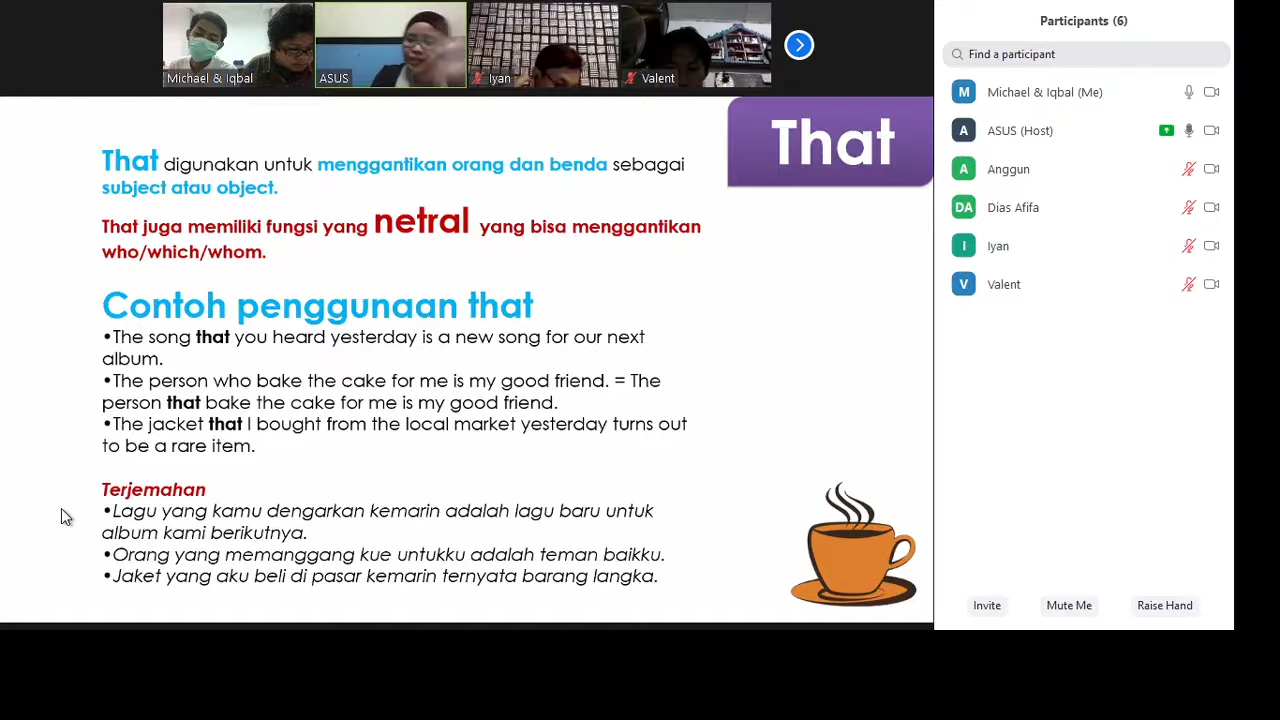 Michael & Iqbal
ASUS
Iyan
Valent
That
That digunakan untuk menggantikan orang dan benda sebagai
subject atau object.
That juga memiliki fungsi yang netral yang bisa menggantikan
who/which/whom.
Contoh penggunaan that
•The song that you heard yesterday is a new song for our next
album.
•The person who bake the cake for me is my good friend. = The
person that bake the cake for me is my good friend.
•The jacket that I bought from the local market yesterday turns out
to be a rare item.
Terjemahan
•Lagu yang kamu dengarkan kemarin adalah lagu baru untuk
album kami berikutnya.
•Orang yang memanggang kue untukku adalah teman baikku.
•Jaket yang aku beli di pasar kemarin ternyata barang langka.
Participants (6)
Find a participant
M Michael & Iqbal (Me)
A ASUS (Host)
A Anggun
DA Dias Afifa
I Iyan
V Valent
Invite Mute Me Raise Hand